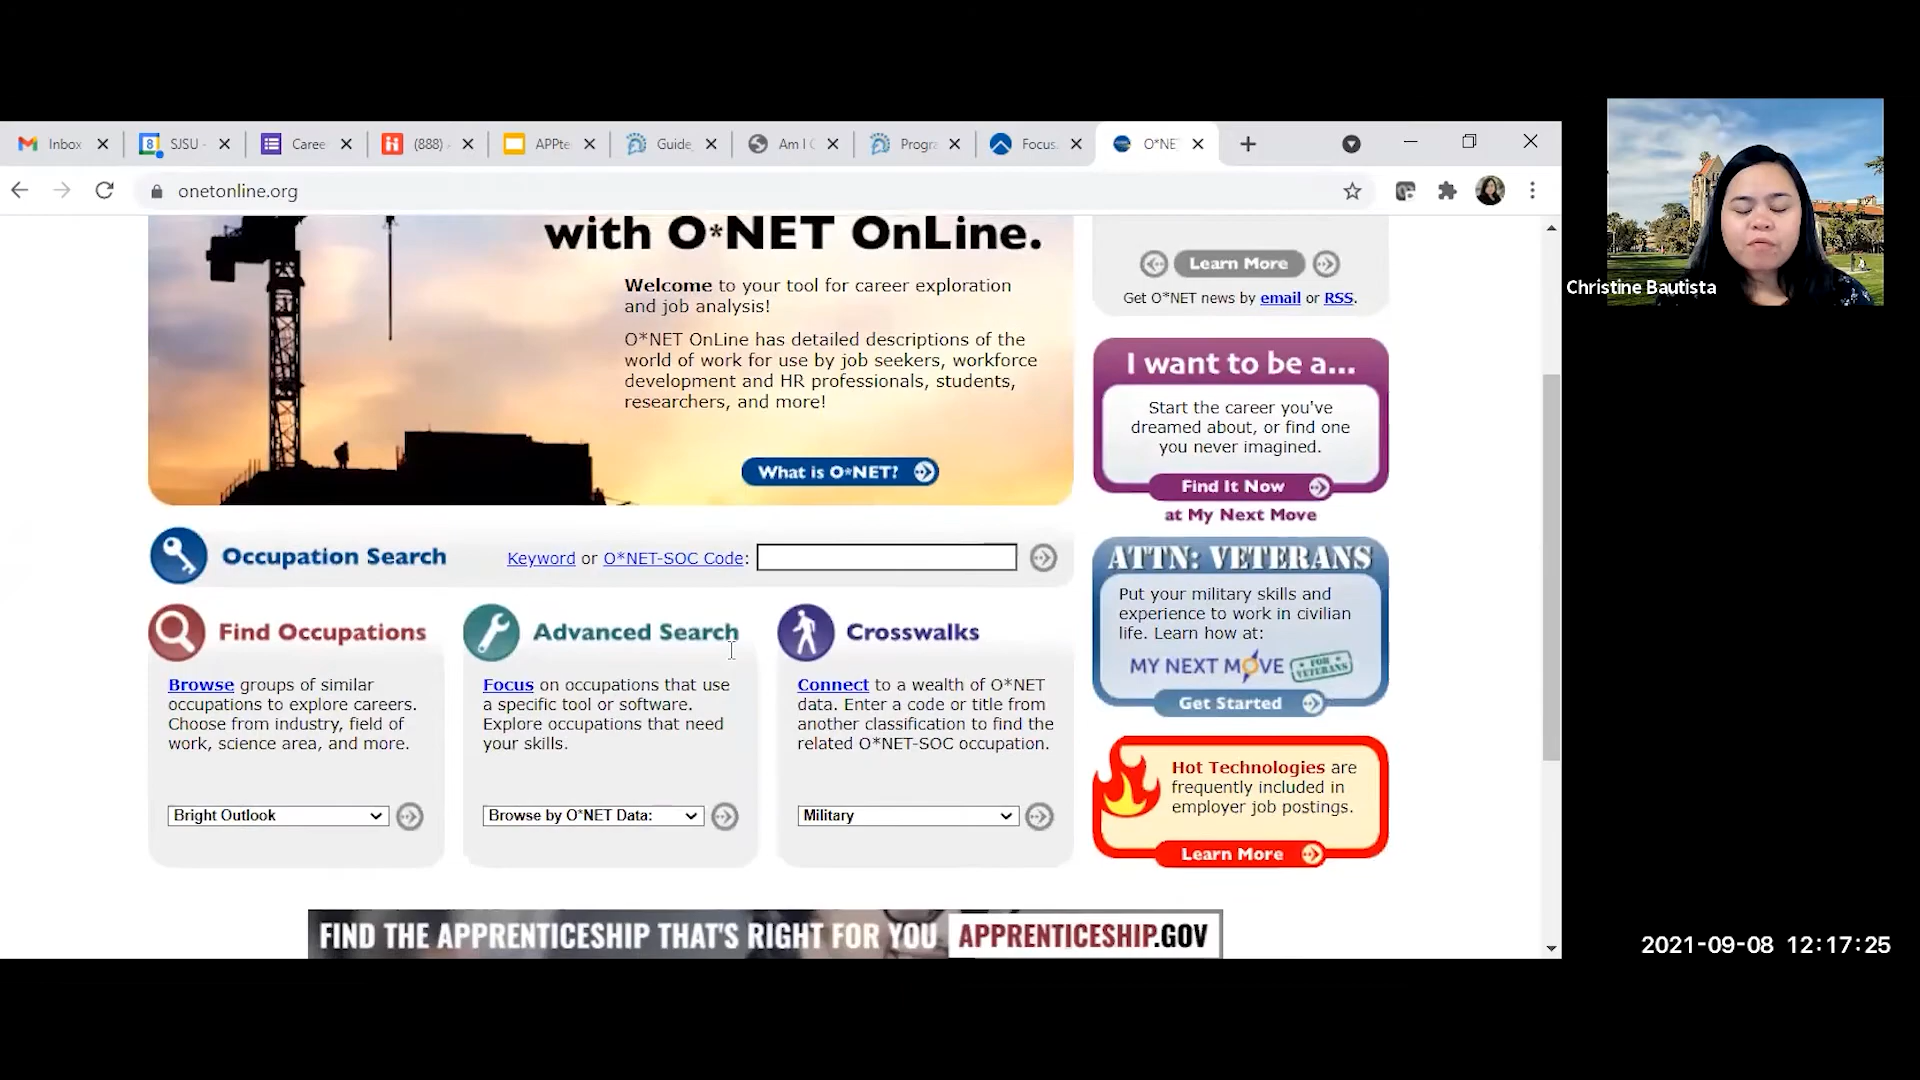 Inbox
SJSU -
Caree
(888)
APPte
Guide
Am I C
Progra
Focus
O*NE
onetonline.org
with O*NET OnLine.
Welcome to your tool for career exploration
and job analysis!
O*NET OnLine has detailed descriptions of the
world of work for use by job seekers, workforce
development and HR professionals, students,
researchers, and more!
What is O*NET?
Learn More
Get O*NET news by email or RSS.
I want to be a...
Start the career you've
dreamed about, or find one
you never imagined.
Find It Now
at My Next Move
Occupation Search
Keyword or O*NET-SOC Code:
Find Occupations
Browse groups of similar
occupations to explore careers.
Choose from industry, field of
work, science area, and more.
Bright Outlook
Advanced Search
Focus on occupations that use
a specific tool or software.
Explore occupations that need
your skills.
Browse by O*NET Data:
Crosswalks
Connect to a wealth of O*NET
data. Enter a code or title from
another classification to find the
related O*NET-SOC occupation.
Military
ATTN: VETERANS
Put your military skills and
experience to work in civilian
life. Learn how at:
MY NEXT MOVE FOR VETERANS
Get Started
Hot Technologies are
frequently included in
employer job postings.
Learn More
FIND THE APPRENTICESHIP THAT'S RIGHT FOR YOU APPRENTICESHIP.GOV
Christine Bautista
2021-09-08 12:17:25